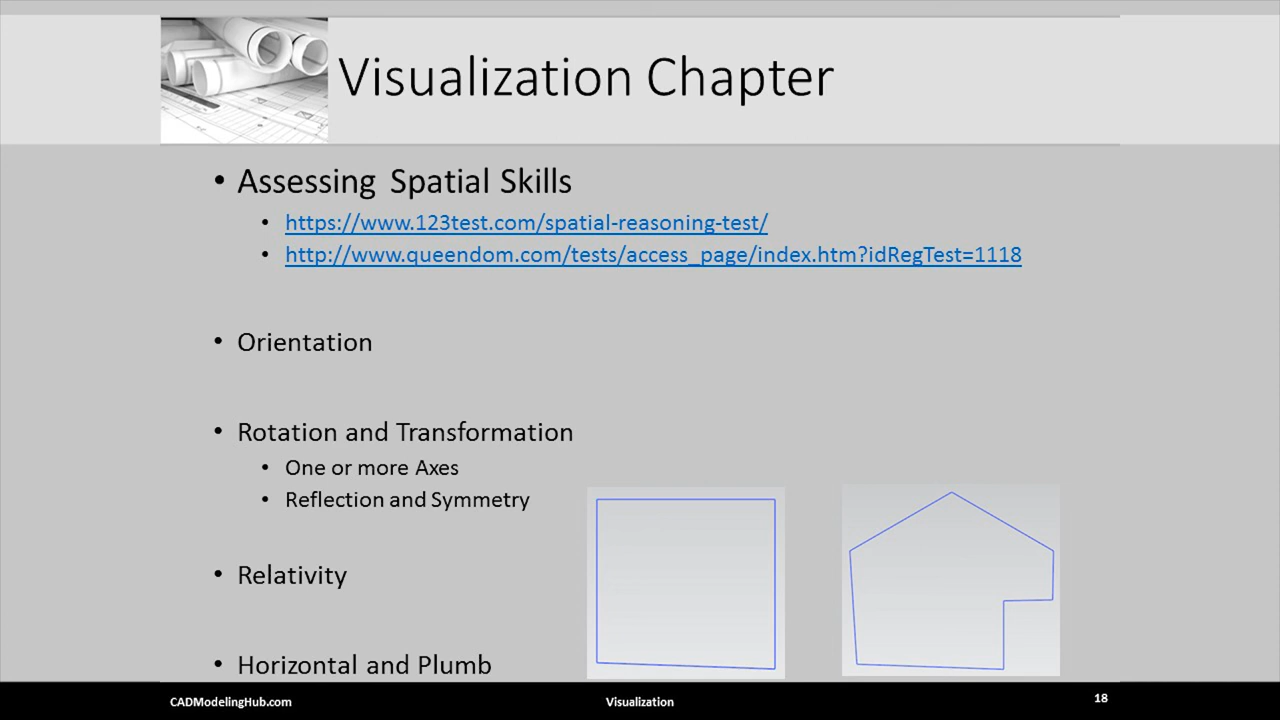 Visualization Chapter
• Assessing Spatial Skills
• https://www.123test.com/spatial-reasoning-test/
• http://www.queendom.com/tests/access_page/index.htm?idRegTest=1118
• Orientation
• Rotation and Transformation
• One or more Axes
• Reflection and Symmetry
• Relativity
• Horizontal and Plumb
CADModelingHub.com
Visualization
18